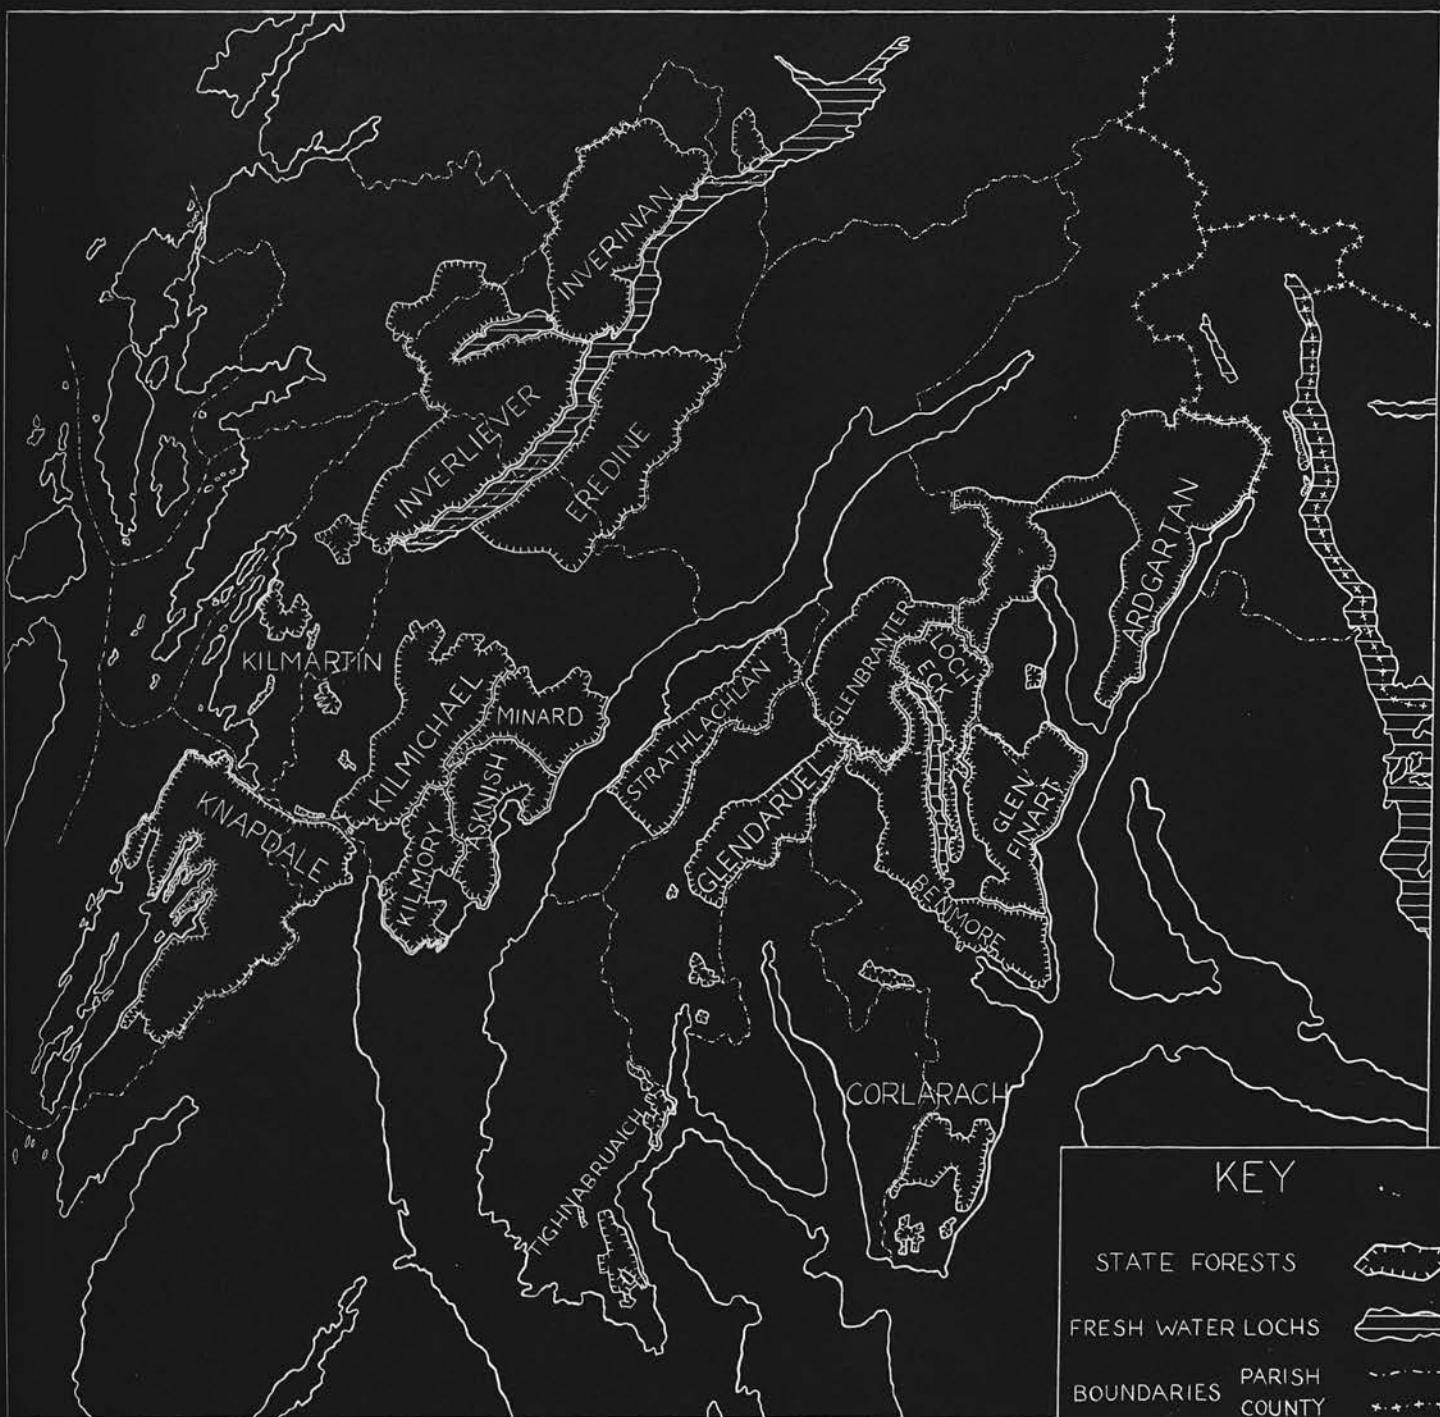 INVERINAN
INVERLIEVER
EREDINE
ARDGARTAN
KILMARTIN
KILMICHAEL
MINARD
STRATHLACHLAN
GLENBRANTER
LOCH
ECK
KNAPDALE
ASKNISH
KILMORY
GLENDARUEL
GLEN
FINART
BENMORE
CORLARACH
TIGHNABRUAICH
KEY
STATE FORESTS
FRESH WATER LOCHS
BOUNDARIES PARISH
COUNTY